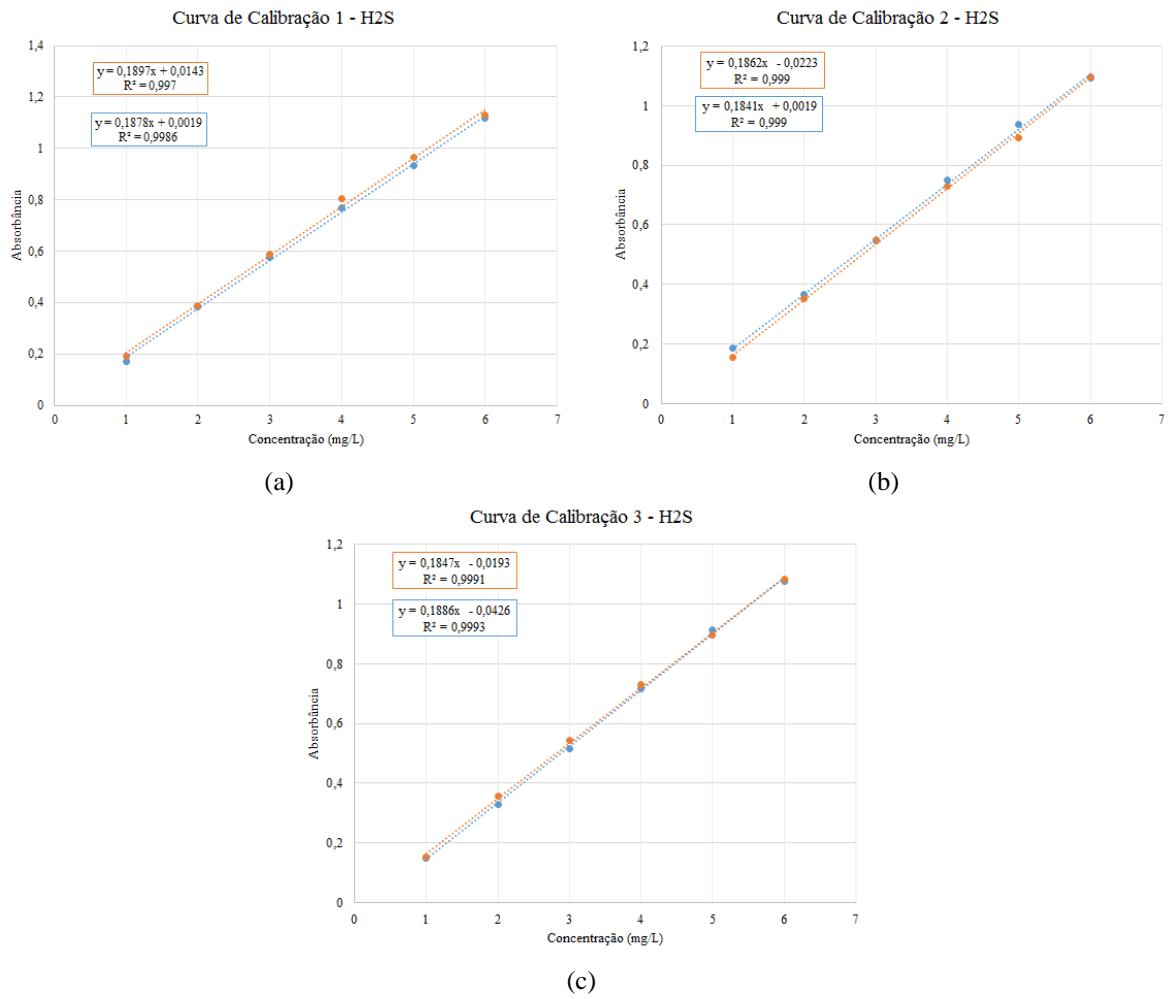 Curva de Calibração 1 - H2S
1,4
y = 0,1897x + 0,0143
R² = 0,997
1,2
y = 0,1878x + 0,0019
R² = 0,9986
1
0,8
Absorbância
0,6
0,4
0,2
0
0 1 2 3 4 5 6 7
Concentração (mg/L)
(a)
Curva de Calibração 2 - H2S
1,2
y = 0,1862x - 0,0223
R² = 0,999
y = 0,1841x + 0,0019
R² = 0,999
1
0,8
Absorbância
0,6
0,4
0,2
0
0 1 2 3 4 5 6 7
Concentração (mg/L)
(b)
Curva de Calibração 3 - H2S
1,2
y = 0,1847x - 0,0193
R² = 0,9991
y = 0,1886x - 0,0426
R² = 0,9993
1
0,8
Absorbância
0,6
0,4
0,2
0
0 1 2 3 4 5 6 7
Concentração (mg/L)
(c)